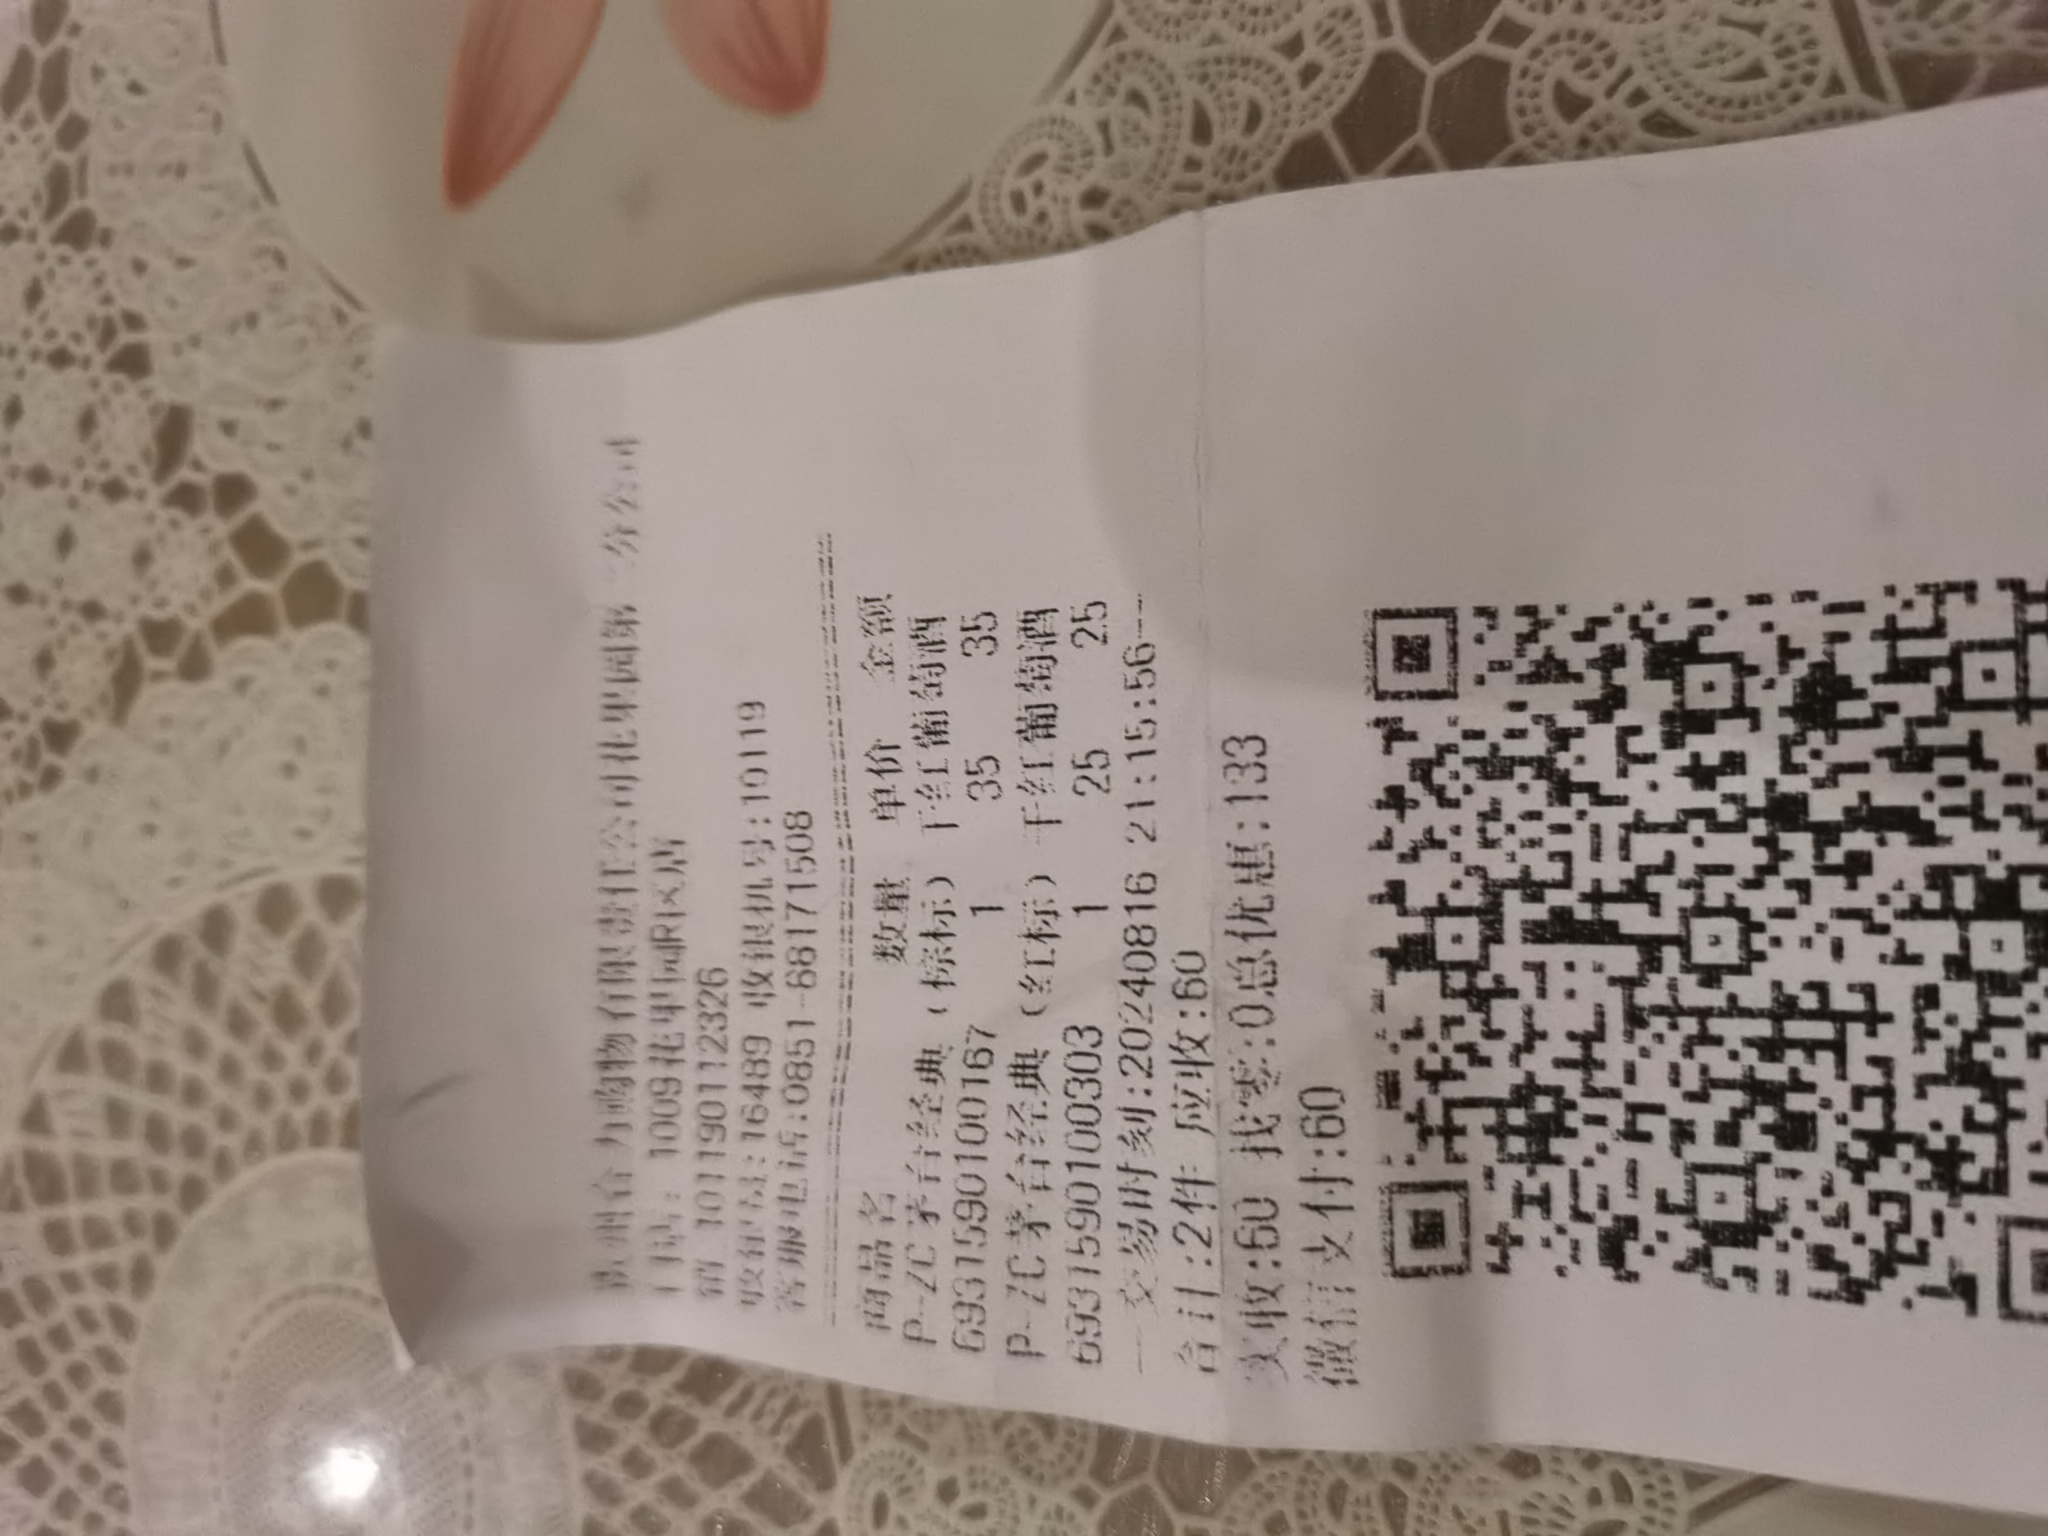 贵州合力购物有限责任公司花果园第二分公司
门店: 1009花果园R区店
销 101190112326
收银员:16489 收银机号:10119
客服电话:0851-68171508
商品名 数量 单价 金额
P-ZC茅台经典(棕标)干红葡萄酒
6931590100167 1 35 35
P-ZC茅台经典(红标)干红葡萄酒
6931590100303 1 25 25
--交易时刻:20240816 21:15:56--
合计:2件 应收:60
实收:60 找零:0总优惠:133
微信支付:60